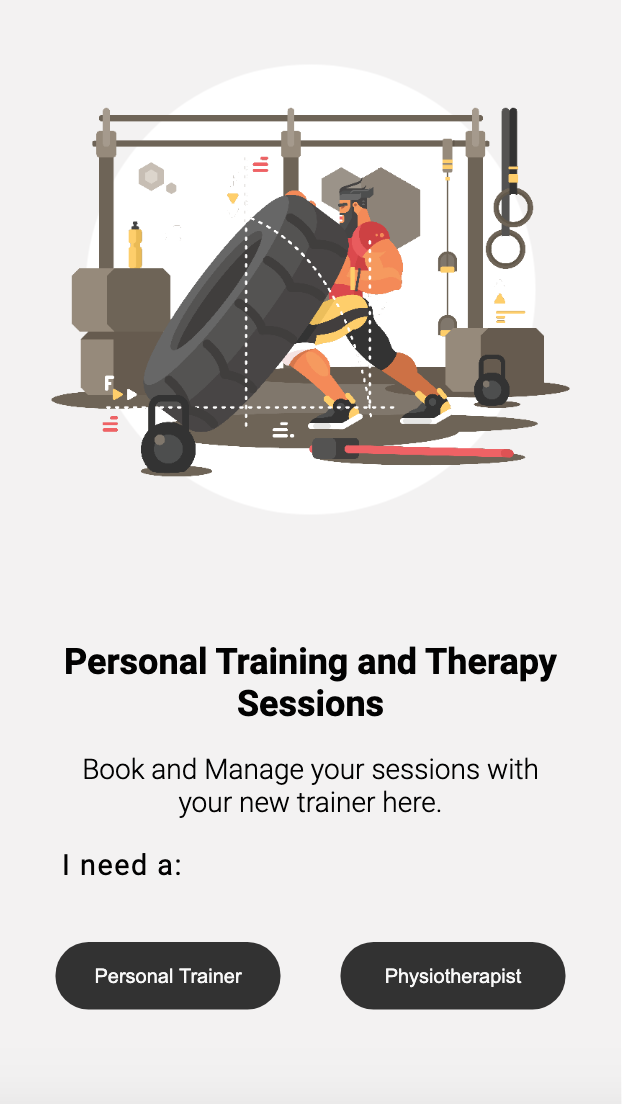 F
Personal Training and Therapy
Sessions
Book and Manage your sessions with
your new trainer here.
I need a:
Personal Trainer
Physiotherapist